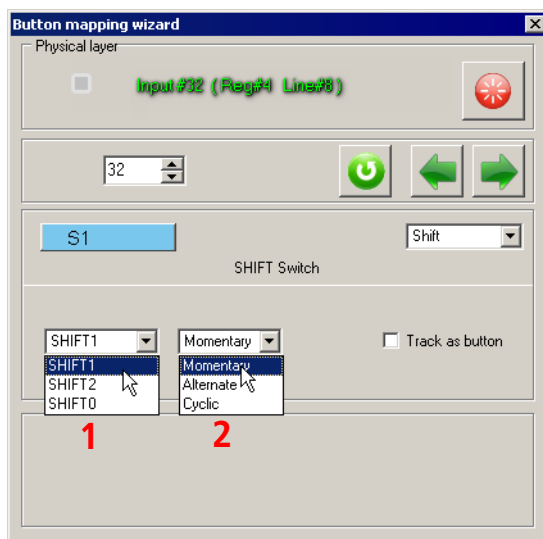 Button mapping wizard
Physical layer
Input#32 (Reg#4 Line#8)
32
S1
Shift
SHIFT Switch
SHIFT1
Momentary
Track as button
SHIFT1
SHIFT2
SHIFT0
Momentary
Alternate
Cyclic
1
2